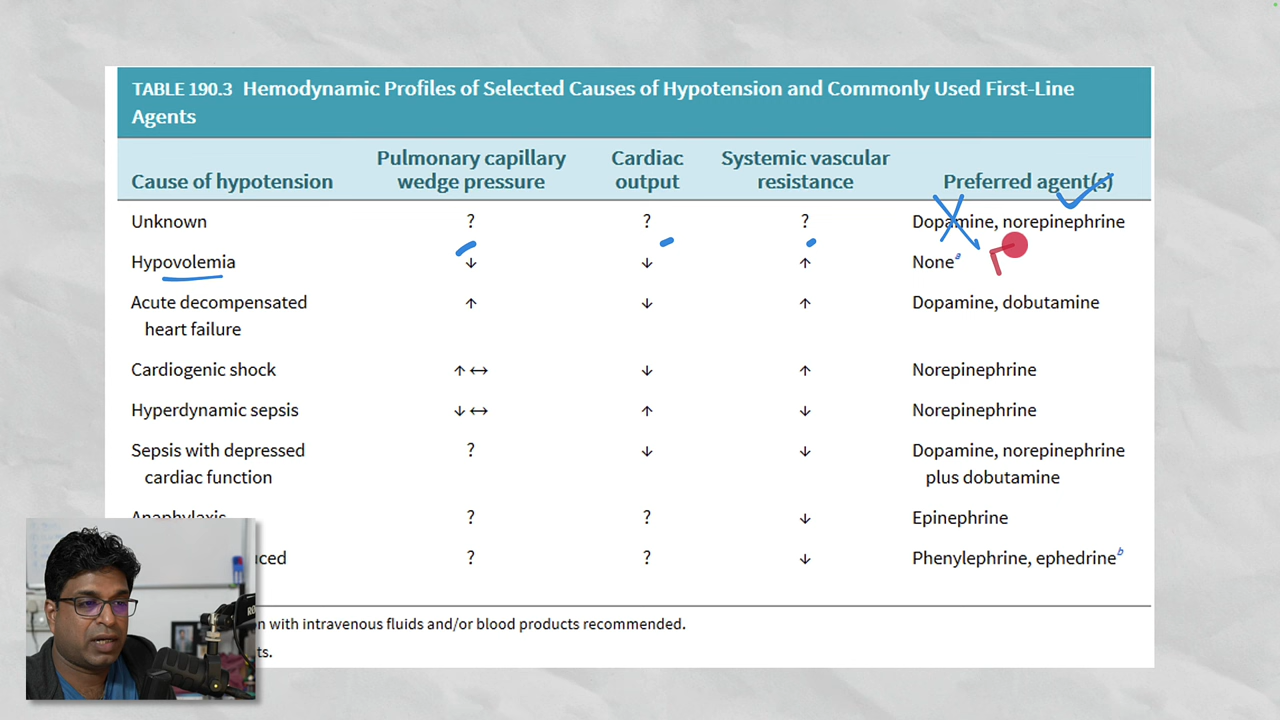 TABLE 190.3 Hemodynamic Profiles of Selected Causes of Hypotension and Commonly Used First-Line
Agents
Cause of hypotension Pulmonary capillary wedge pressure Cardiac output Systemic vascular resistance Preferred agent(s)
Unknown ? ? ? Dopamine, norepinephrine
Hypovolemia ↓ ↓ ↑ None a
Acute decompensated heart failure ↑ ↓ ↑ Dopamine, dobutamine
Cardiogenic shock ↑ ↔ ↓ ↑ Norepinephrine
Hyperdynamic sepsis ↓ ↔ ↑ ↓ Norepinephrine
Sepsis with depressed cardiac function ? ↓ ↓ Dopamine, norepinephrine plus dobutamine
Anaphylaxis ? ? ↓ Epinephrine
uced ? ? ↓ Phenylephrine, ephedrine b
n with intravenous fluids and/or blood products recommended.
ts.